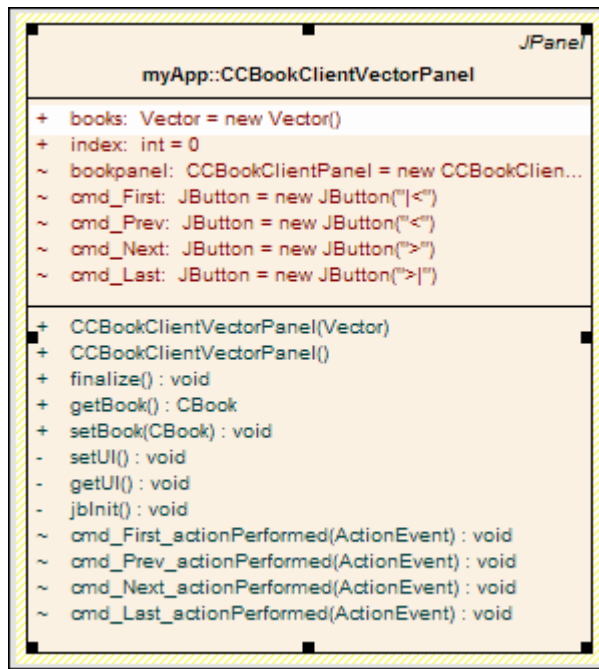 JPanel
myApp::CCBookClientVectorPanel
+ books: Vector = new Vector()
+ index: int = 0
~ bookpanel: CCBookClientPanel = new CCBookClien...
~ cmd_First: JButton = new JButton("|<")
~ cmd_Prev: JButton = new JButton("<")
~ cmd_Next: JButton = new JButton(">")
~ cmd_Last: JButton = new JButton(">|")
+ CCBookClientVectorPanel(Vector)
+ CCBookClientVectorPanel()
+ finalize() : void
+ getBook() : CBook
+ setBook(CBook) : void
- setUI() : void
- getUI() : void
- jbInit() : void
~ cmd_First_actionPerformed(ActionEvent) : void
~ cmd_Prev_actionPerformed(ActionEvent) : void
~ cmd_Next_actionPerformed(ActionEvent) : void
~ cmd_Last_actionPerformed(ActionEvent) : void